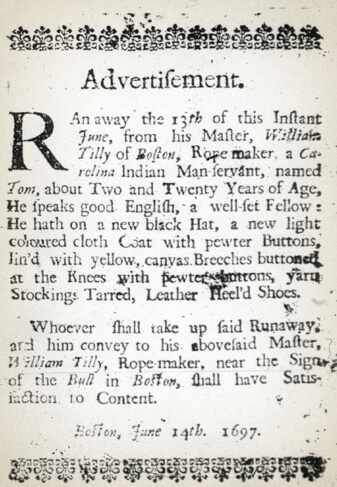 Advertiſement.
RAn away the 13th of this Inſtant
June, from his Maſter, William
Tilly of Boſton, Rope maker, a Ca-
rolina Indian Man-ſervant, named
Tom, about Two and Twenty Years of Age,
He ſpeaks good Engliſh, a well-ſet Fellow:
He hath on a new black Hat, a new light
coloured cloth Coat with pewter Buttons,
lin'd with yellow, canvas Breeches buttoned
at the Knees with pewter buttons, yarn
Stockings Tarred, Leather Heel'd Shoes.
Whoever ſhall take up ſaid Runaway,
and him convey to his aboveſaid Maſter,
William Tilly, Rope-maker, near the Sign
of the Bull in Boſton, ſhall have Satis-
faction to Content.
Boſton, June 14th. 1697.